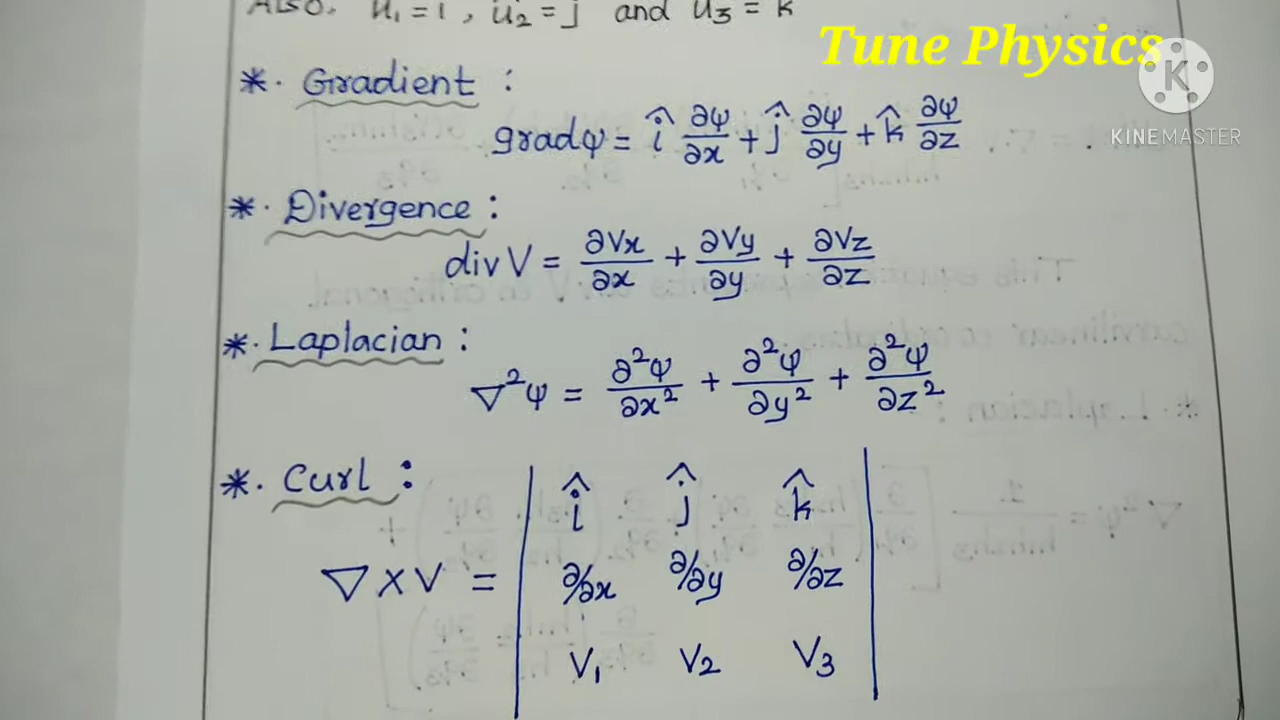 Also. u₁ = i, u₂ = j and u₃ = k
Tune Physics
K
KINEMASTER
*. Gradient :
gradψ = î ∂ψ/∂x + ĵ ∂ψ/∂y + k̂ ∂ψ/∂z
*. Divergence :
div V = ∂Vx/∂x + ∂Vy/∂y + ∂Vz/∂z
*. Laplacian :
∇²ψ = ∂²ψ/∂x² + ∂²ψ/∂y² + ∂²ψ/∂z²
*. Curl :
î ĵ k̂
∇ X V = ∂/∂x ∂/∂y ∂/∂z
V₁ V₂ V₃